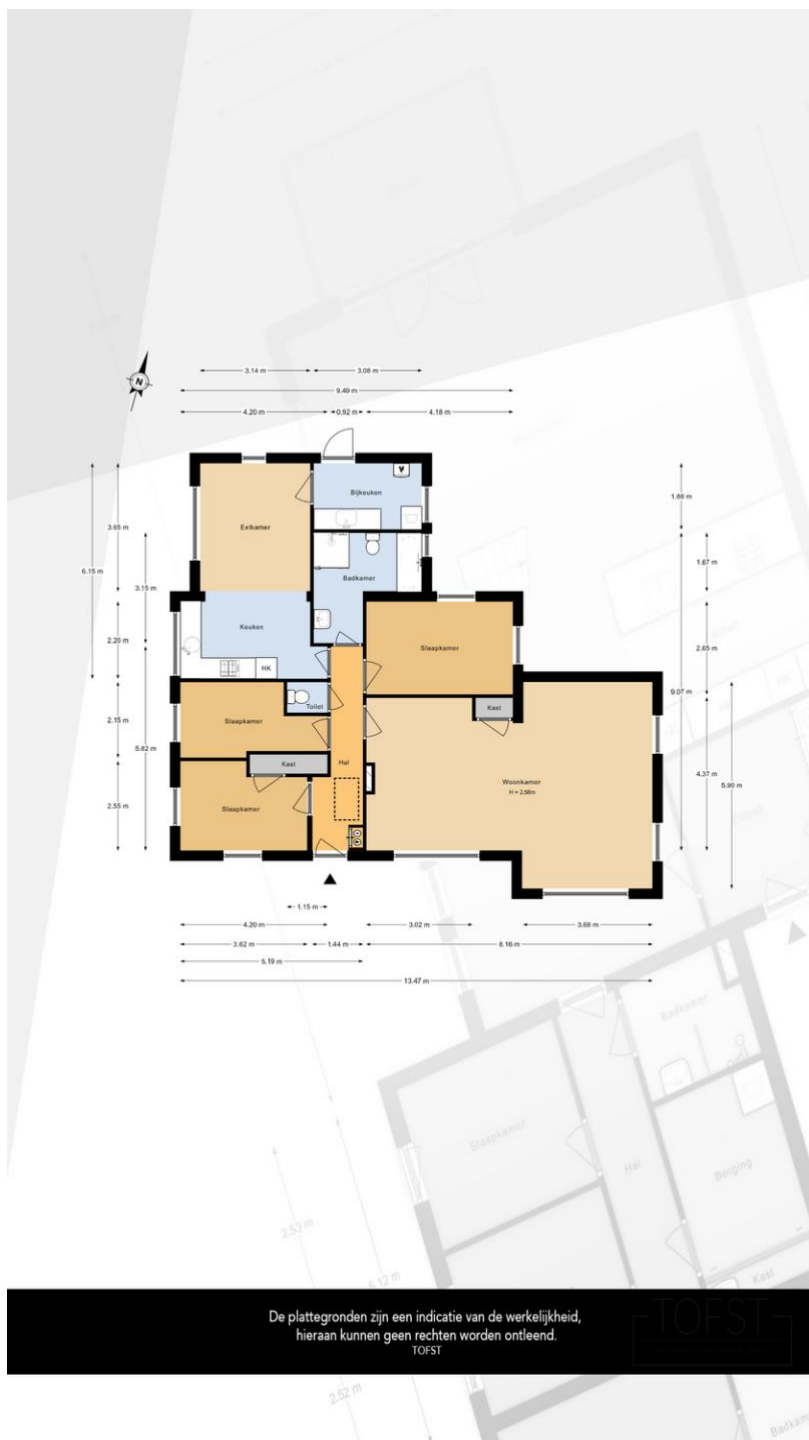 3.14 m
3.08 m
9.49 m
4.20 m
0.92 m
4.18 m
N
3.65 m
6.15 m
3.15 m
2.20 m
2.15 m
5.82 m
2.55 m
Eetkamer
Bijkeuken
Badkamer
Keuken
HK
Slaapkamer
Toilet
Slaapkamer
Kast
Kast
Hal
Woonkamer
H = 2.58m
Slaapkamer
1.88 m
1.67 m
2.65 m
9.07 m
4.37 m
5.90 m
1.15 m
4.20 m
3.02 m
3.68 m
3.62 m
1.44 m
8.16 m
5.19 m
13.47 m
Badkamer
Slaapkamer
Hal
Berging
2.53 m
Kast
De plattegronden zijn een indicatie van de werkelijkheid,
hieraan kunnen geen rechten worden ontleend.
TOFST
TOFST
2.52 m